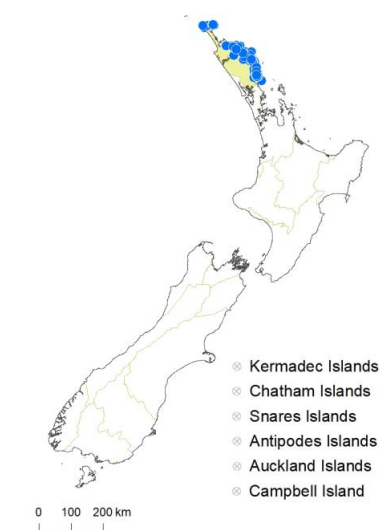 Kermadec Islands
Chatham Islands
Snares Islands
Antipodes Islands
Auckland Islands
Campbell Island
0 100 200 km